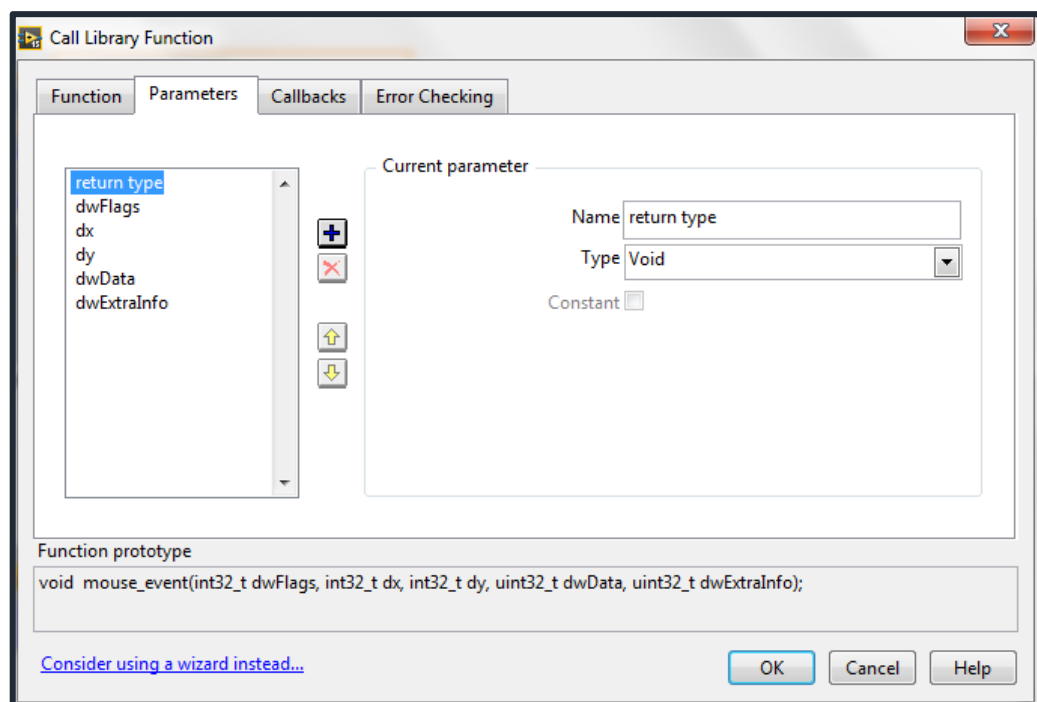 Call Library Function
Function Parameters Callbacks Error Checking
return type
dwFlags
dx
dy
dwData
dwExtraInfo
Current parameter
Name return type
Type Void
Constant
Function prototype
void mouse_event(int32_t dwFlags, int32_t dx, int32_t dy, uint32_t dwData, uint32_t dwExtraInfo);
Consider using a wizard instead...
OK Cancel Help